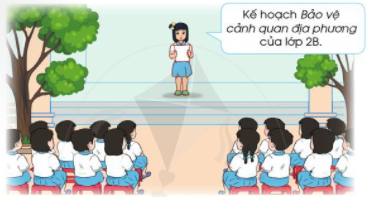 Kế hoạch Bảo vệ
cảnh quan địa phương
của lớp 2B.